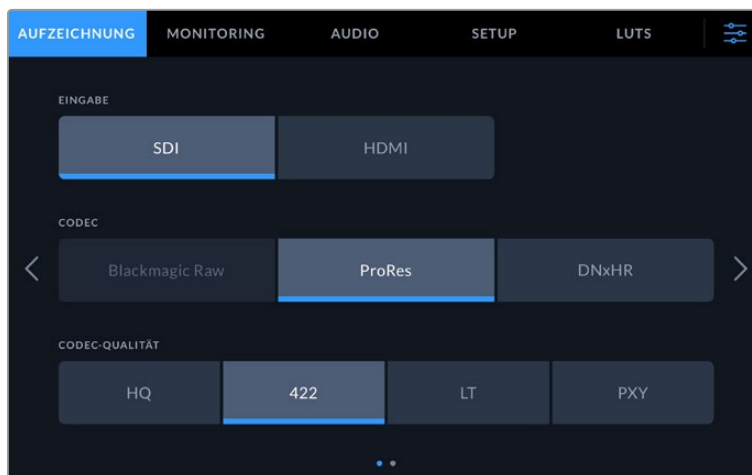 AUFZEICHNUNG MONITORING AUDIO SETUP LUTS
EINGABE
SDI HDMI
CODEC
Blackmagic Raw ProRes DNxHR
CODEC-QUALITÄT
HQ 422 LT PXY